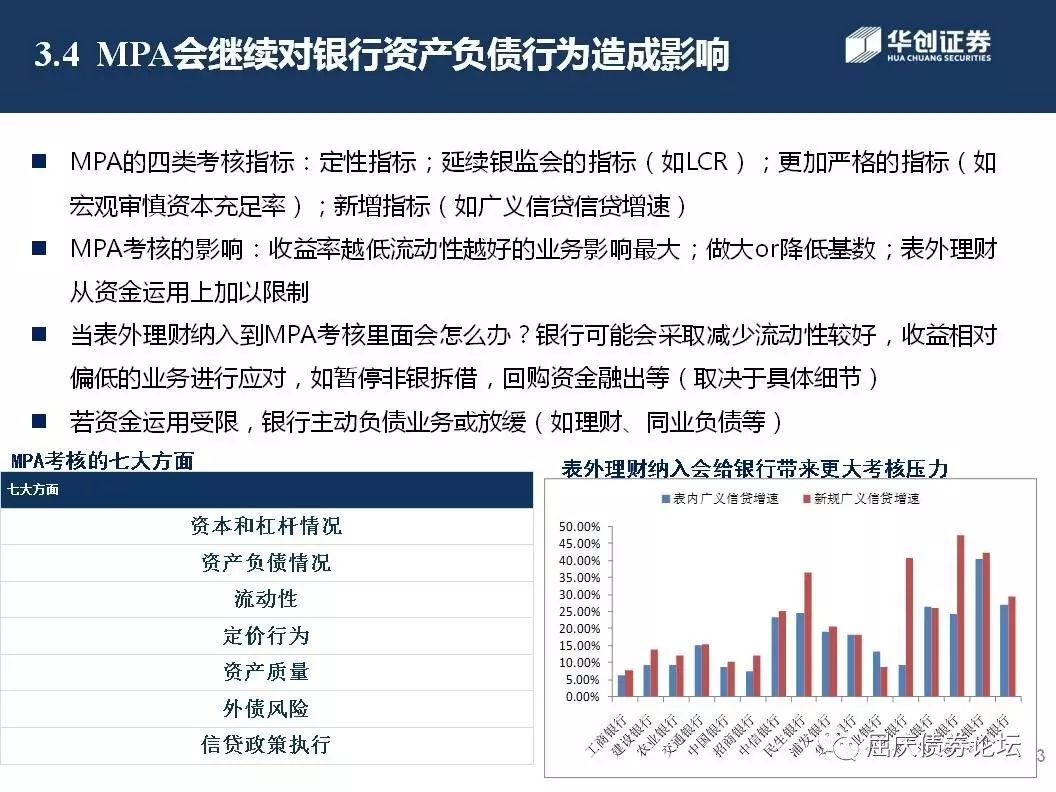 3.4 MPA会继续对银行资产负债行为造成影响
华创证券
HUA CHUANG SECURITIES
MPA的四类考核指标：定性指标；延续银监会的指标（如LCR）；更加严格的指标（如
宏观审慎资本充足率）；新增指标（如广义信贷信贷增速）
MPA考核的影响：收益率越低流动性越好的业务影响最大；做大or降低基数；表外理财
从资金运用上加以限制
当表外理财纳入到MPA考核里面会怎么办？银行可能会采取减少流动性较好，收益相对
偏低的业务进行应对，如暂停非银拆借，回购资金融出等（取决于具体细节）
若资金运用受限，银行主动负债业务或放缓（如理财、同业负债等）
MPA考核的七大方面
七大方面
资本和杠杆情况
资产负债情况
流动性
定价行为
资产质量
外债风险
信贷政策执行
表外理财纳入会给银行带来更大考核压力
表内广义信贷增速 新规广义信贷增速
50.00%
45.00%
40.00%
35.00%
30.00%
25.00%
20.00%
15.00%
10.00%
5.00%
0.00%
工商银行
建设银行
农业银行
交通银行
中国银行
招商银行
中信银行
民生银行
浦发银行
屈庆债券论坛
3